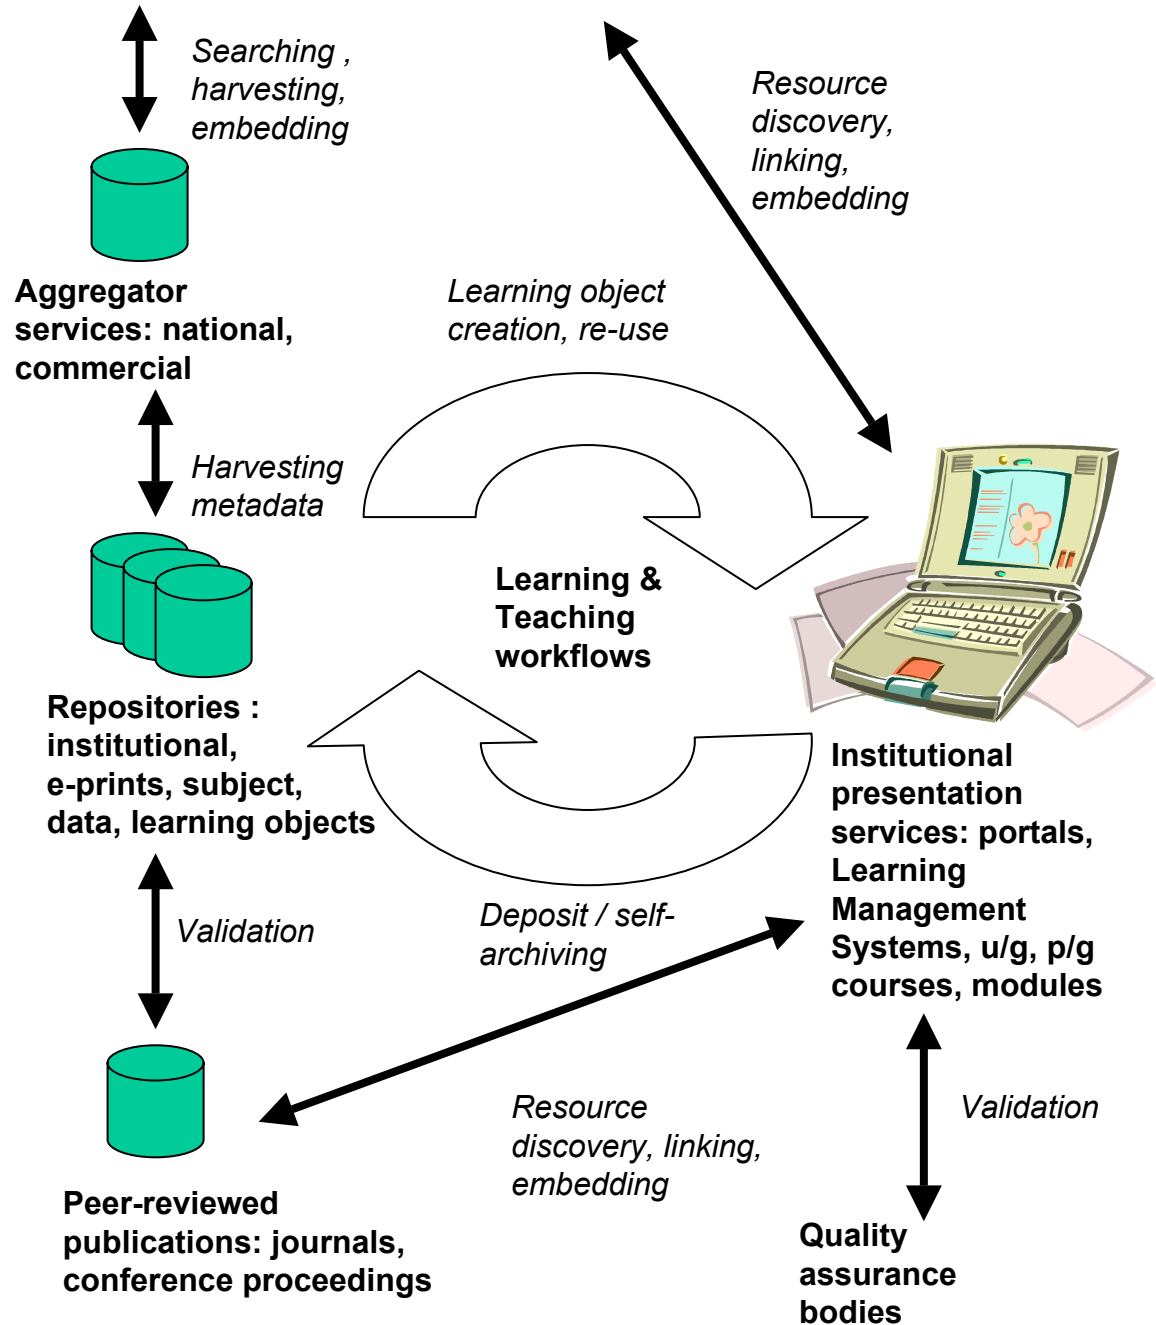 Searching ,
harvesting,
embedding
Resource
discovery,
linking,
embedding
Aggregator
services: national,
commercial
Learning object
creation, re-use
Harvesting
metadata
Learning &
Teaching
workflows
Repositories :
institutional,
e-prints, subject,
data, learning objects
Institutional
presentation
services: portals,
Learning
Management
Systems, u/g, p/g
courses, modules
Validation
Deposit / self-
archiving
Resource
discovery, linking,
embedding
Validation
Peer-reviewed
publications: journals,
conference proceedings
Quality
assurance
bodies